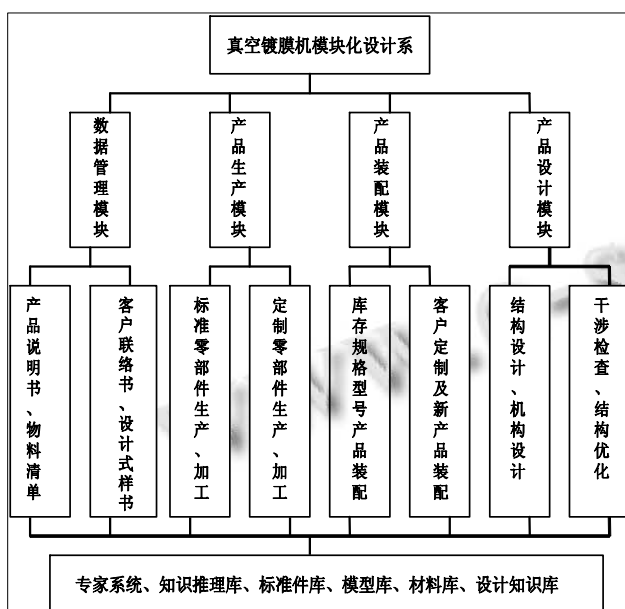 真空镀膜机模块化设计系
数据管理模块
产品生产模块
产品装配模块
产品设计模块
产品说明书、物料清单
客户联络书、设计式样书
标准零部件生产、加工
定制零部件生产、加工
库存规格型号产品装配
客户定制及新产品装配
结构设计、机构设计
干涉检查、结构优化
专家系统、知识推理库、标准件库、模型库、材料库、设计知识库